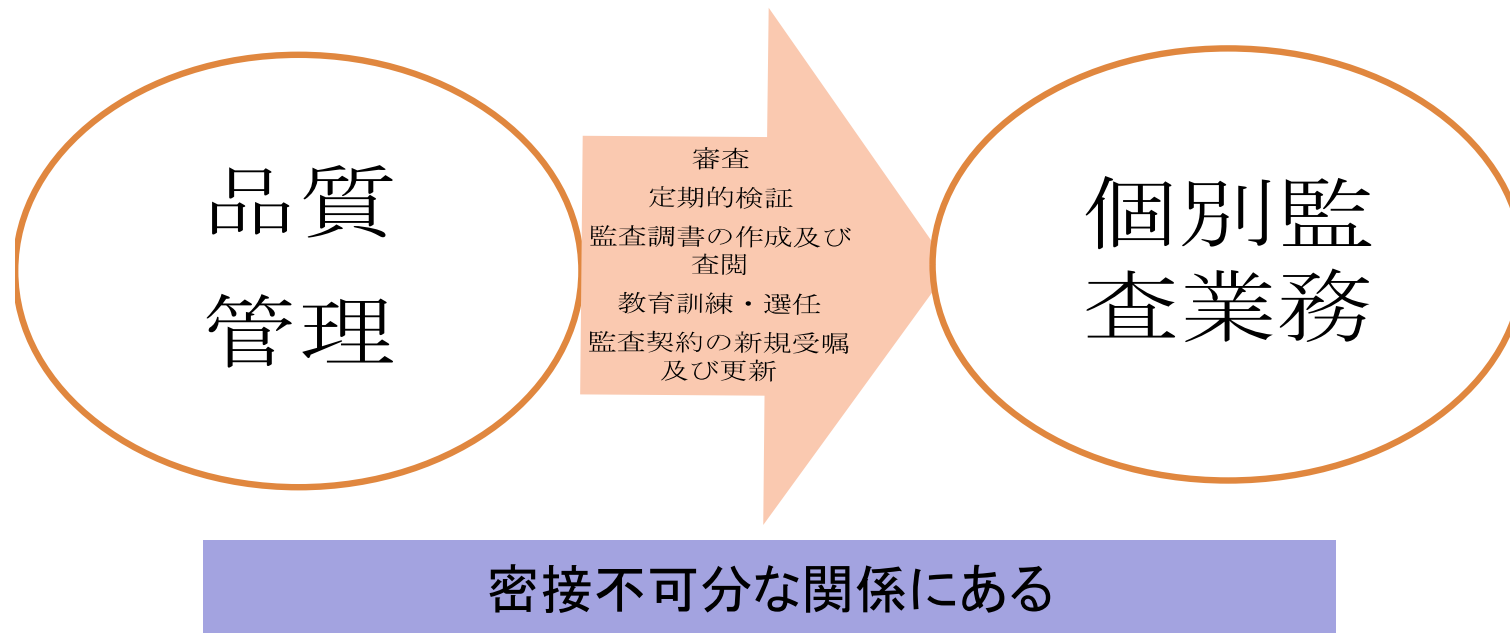 品質
管理
審査
定期的検証
監査調書の作成及び
査閲
教育訓練・選任
監査契約の新規受嘱
及び更新
個別監
査業務
密接不可分な関係にある